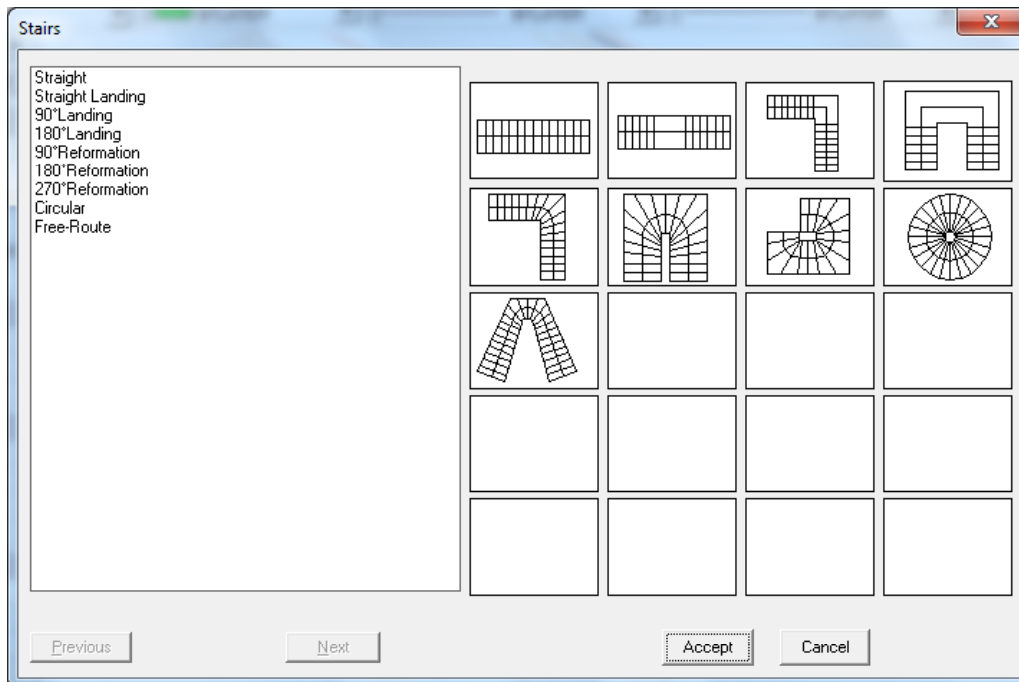 Stairs
Straight
Straight Landing
90°Landing
180°Landing
90°Reformation
180°Reformation
270°Reformation
Circular
Free-Route
Previous
Next
Accept
Cancel